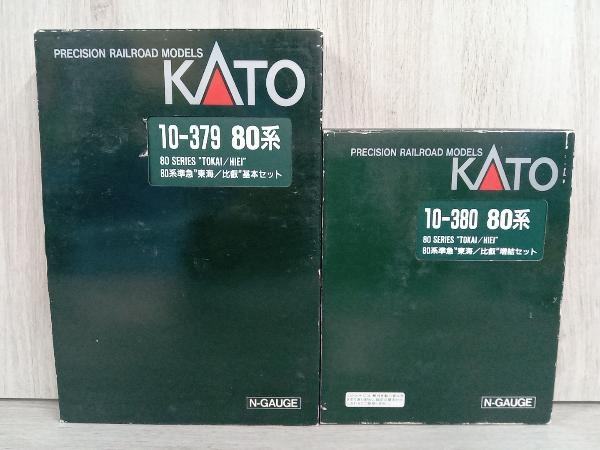 PRECISION RAILROAD MODELS
KATO
10-379 80系
80 SERIES "TOKAI/HIEI"
80系準急"東海/比叡"基本セット
N-GAUGE
PRECISION RAILROAD MODELS
KATO
10-380 80系
80 SERIES "TOKAI/HIEI"
80系準急"東海/比叡"増結セット
N-GAUGE